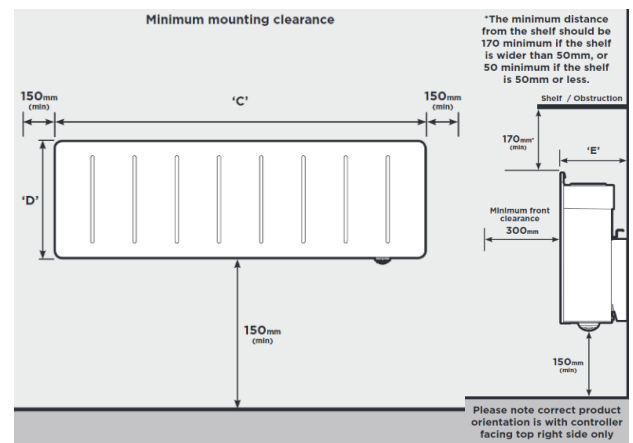 Minimum mounting clearance
150mm
(min)
'C'
150mm
(min)
'D'
150mm
(min)
*The minimum distance
from the shelf should be
170 minimum if the shelf
is wider than 50mm, or
50 minimum if the shelf
is 50mm or less.
Shelf / Obstruction
170mm*
(min)
'E'
Minimum front
clearance
300mm
150mm
(min)
Please note correct product
orientation is with controller
facing top right side only